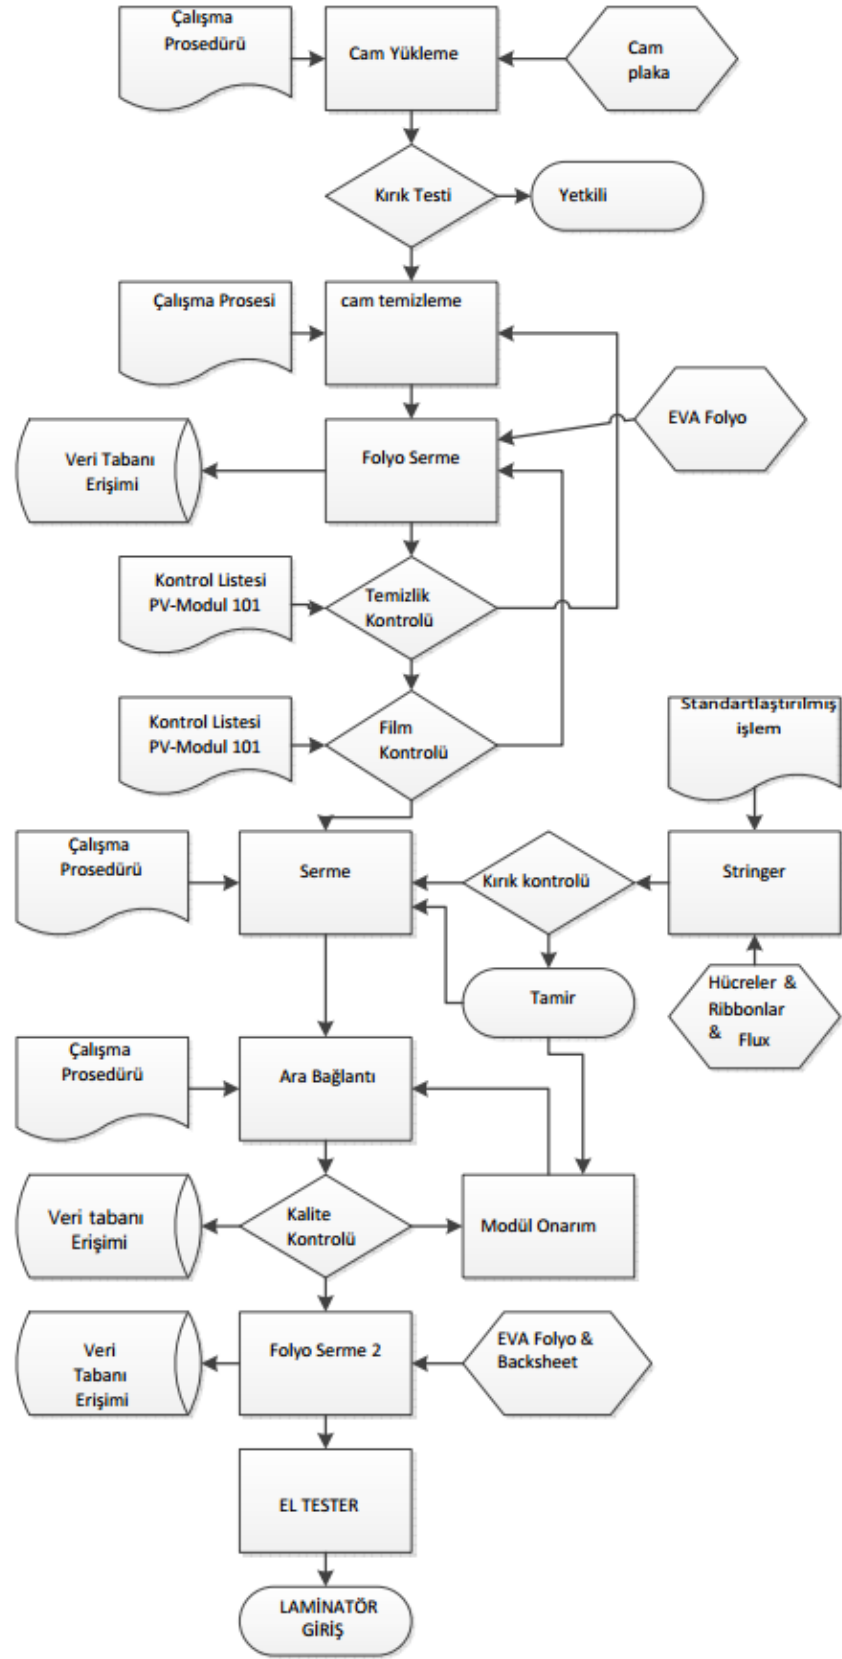 Çalışma
Prosedürü
Cam Yükleme
Cam
plaka
Kırık Testi
Yetkili
Çalışma Prosesi
cam temizleme
EVA Folyo
Veri Tabanı
Erişimi
Folyo Serme
Kontrol Listesi
PV-Modul 101
Temizlik
Kontrolü
Kontrol Listesi
PV-Modul 101
Film
Kontrolü
Standartlaştırılmış
işlem
Çalışma
Prosedürü
Serme
Kırık kontrolü
Stringer
Tamir
Hücreler &
Ribbonlar
& Flux
Çalışma
Prosedürü
Ara Bağlantı
Veri tabanı
Erişimi
Kalite
Kontrolü
Modül Onarım
Veri
Tabanı
Erişimi
Folyo Serme 2
EVA Folyo &
Backsheet
EL TESTER
LAMİNATÖR
GİRİŞ